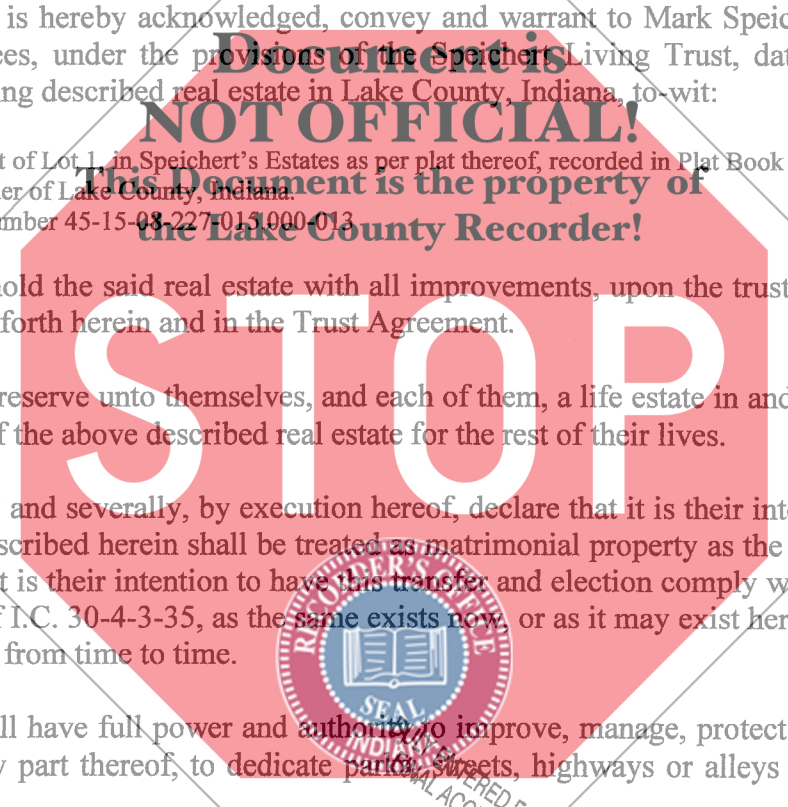 is hereby acknowledged, convey and warrant to Mark Speic
ees, under the provisions of the Speichert Living Trust, dat
Document is
ing described real estate in Lake County, Indiana, to-wit:
NOT OFFICIAL!
t of Lot 1, in Speichert's Estates as per plat thereof, recorded in Plat Book
This Document is the property of
er of Lake County, Indiana.
mber 45-15-08-227-015.000-013
the Lake County Recorder!
old the said real estate with all improvements, upon the trust
forth herein and in the Trust Agreement.
STOP
reserve unto themselves, and each of them, a life estate in and
f the above described real estate for the rest of their lives.
and severally, by execution hereof, declare that it is their int
scribed herein shall be treated as matrimonial property as the
t is their intention to have this transfer and election comply w
f I.C. 30-4-3-35, as the same exists now, or as it may exist her
from time to time.
RECORDER'S OFFICE
SEAL
INDIANA
ll have full power and authority to improve, manage, protect
y part thereof, to dedicate parks, streets, highways or alleys